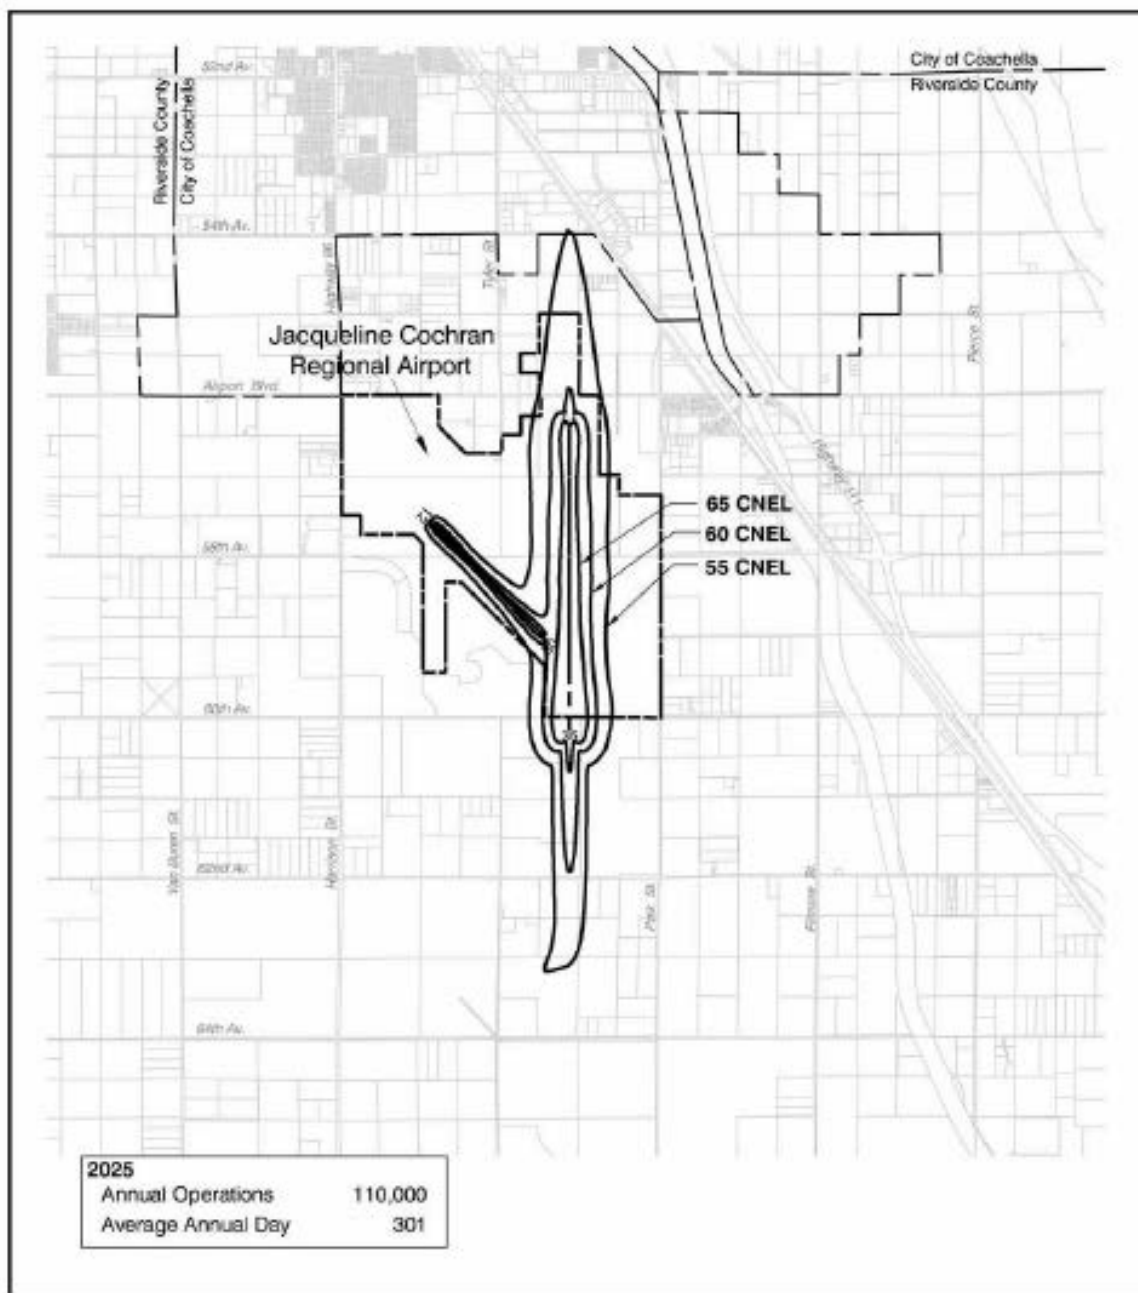 52nd Av.
City of Coachella
Riverside County
Riverside County
City of Coachella
54th Av.
Highway 86
Tyler St.
Pierce St.
Jacqueline Cochran
Regional Airport
Airport Blvd.
Highway 111
65 CNEL
60 CNEL
55 CNEL
58th Av.
60th Av.
Van Buren St.
Harrison St.
62nd Av.
Polk St.
Fillmore St.
64th Av.
2025
Annual Operations 110,000
Average Annual Day 301